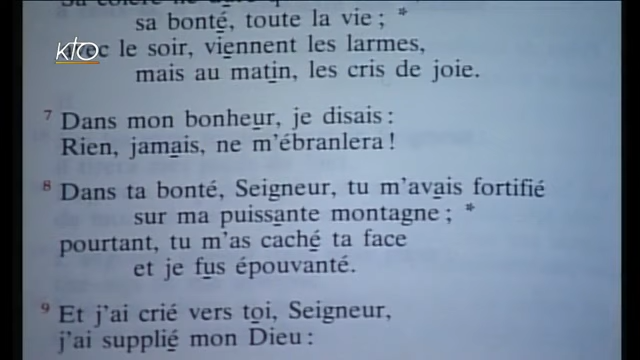 sa bonté, toute la vie ; *
le soir, viennent les larmes,
mais au matin, les cris de joie.
7 Dans mon bonheur, je disais :
Rien, jamais, ne m'ébranlera !
8 Dans ta bonté, Seigneur, tu m'avais fortifié
sur ma puissante montagne ; *
pourtant, tu m'as caché ta face
et je fus épouvanté.
9 Et j'ai crié vers toi, Seigneur,
j'ai supplié mon Dieu :
KTO